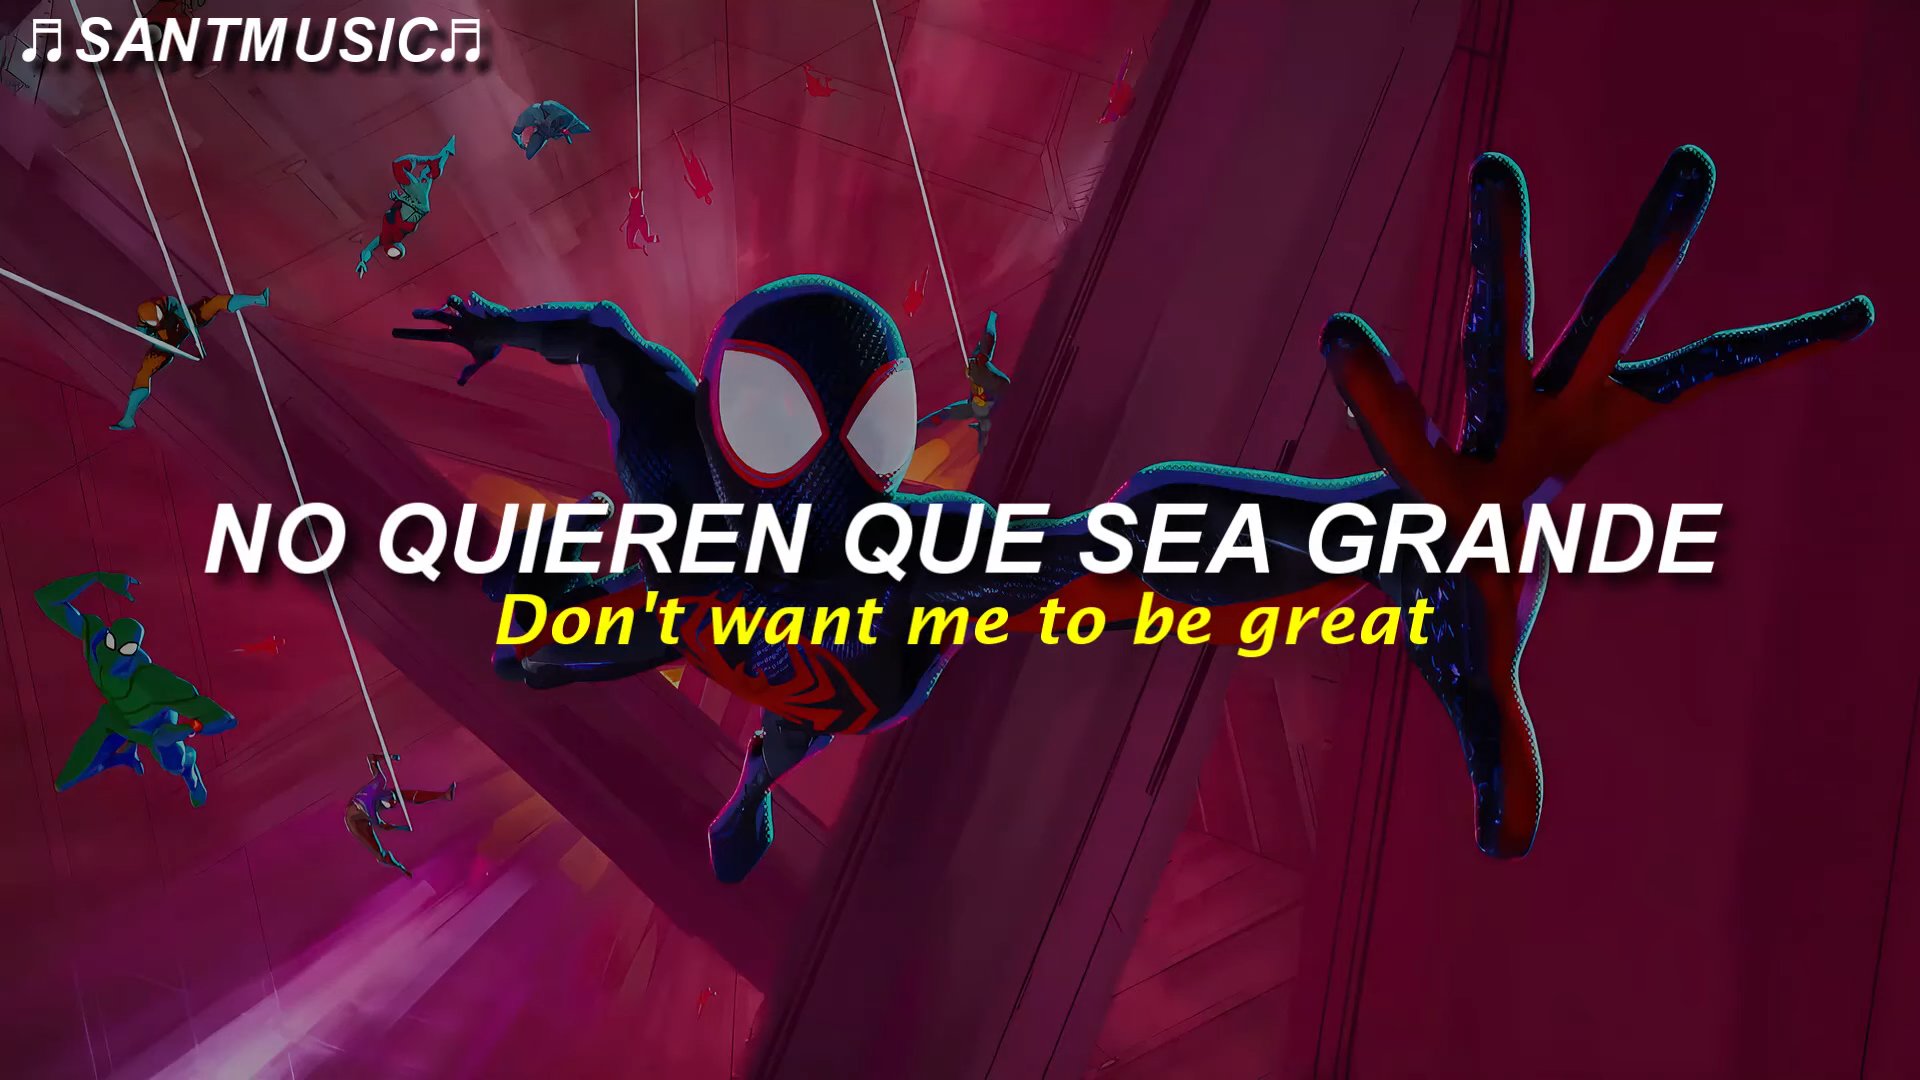 ♫SANTMUSIC♫
NO QUIEREN QUE SEA GRANDE
Don't want me to be great